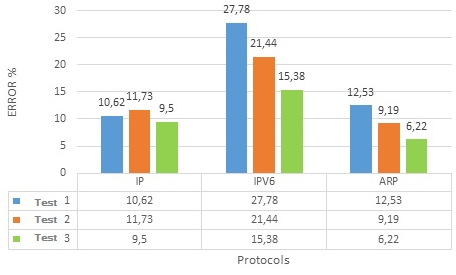 30
27,78
25
21,44
20
15,38
15
12,53
11,73
10,62
9,5
9,19
10
6,22
5
0
ERROR %
IP IPV6 ARP
Test 1 10,62 27,78 12,53
Test 2 11,73 21,44 9,19
Test 3 9,5 15,38 6,22
Protocols